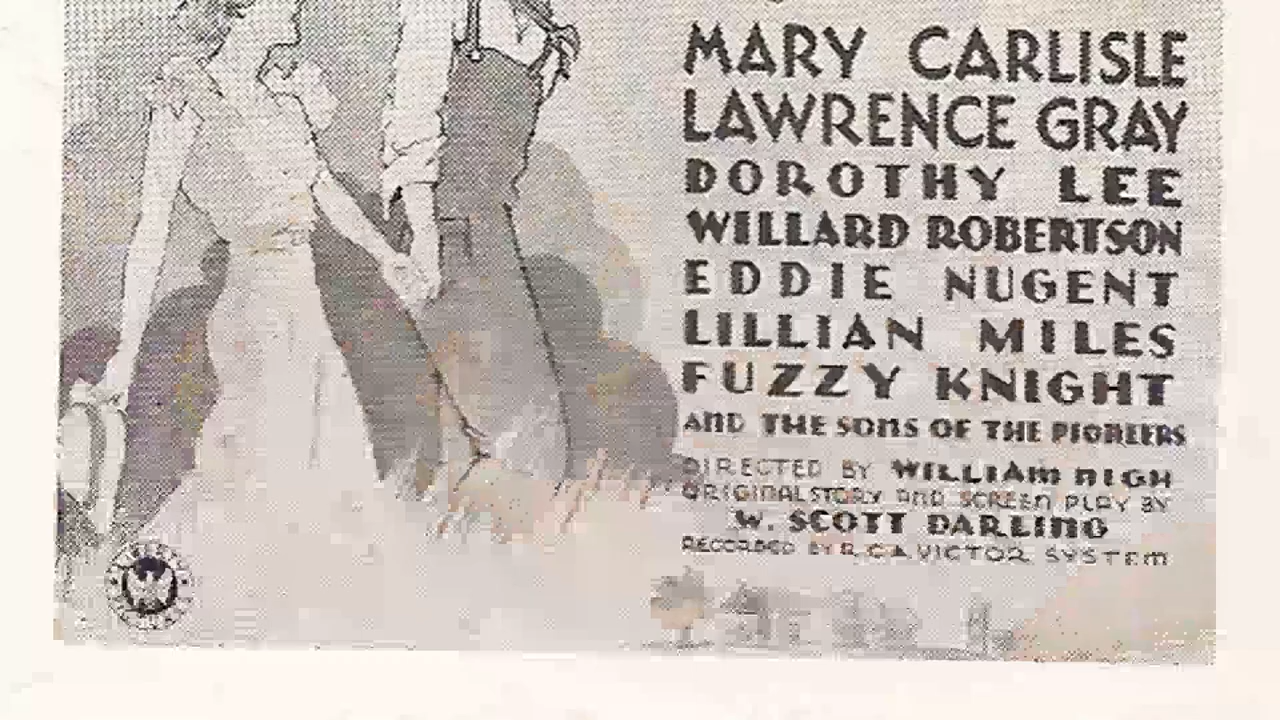 MARY CARLISLE
LAWRENCE GRAY
DOROTHY LEE
WILLARD ROBERTSON
EDDIE NUGENT
LILLIAN MILES
FUZZY KNIGHT
AND THE SONS OF THE PIONEERS
DIRECTED BY WILLIAM NIGH
ORIGINAL STORY AND SCREEN PLAY BY
W. SCOTT DARLING
RECORDED BY R.C.A. VICTOR SYSTEM